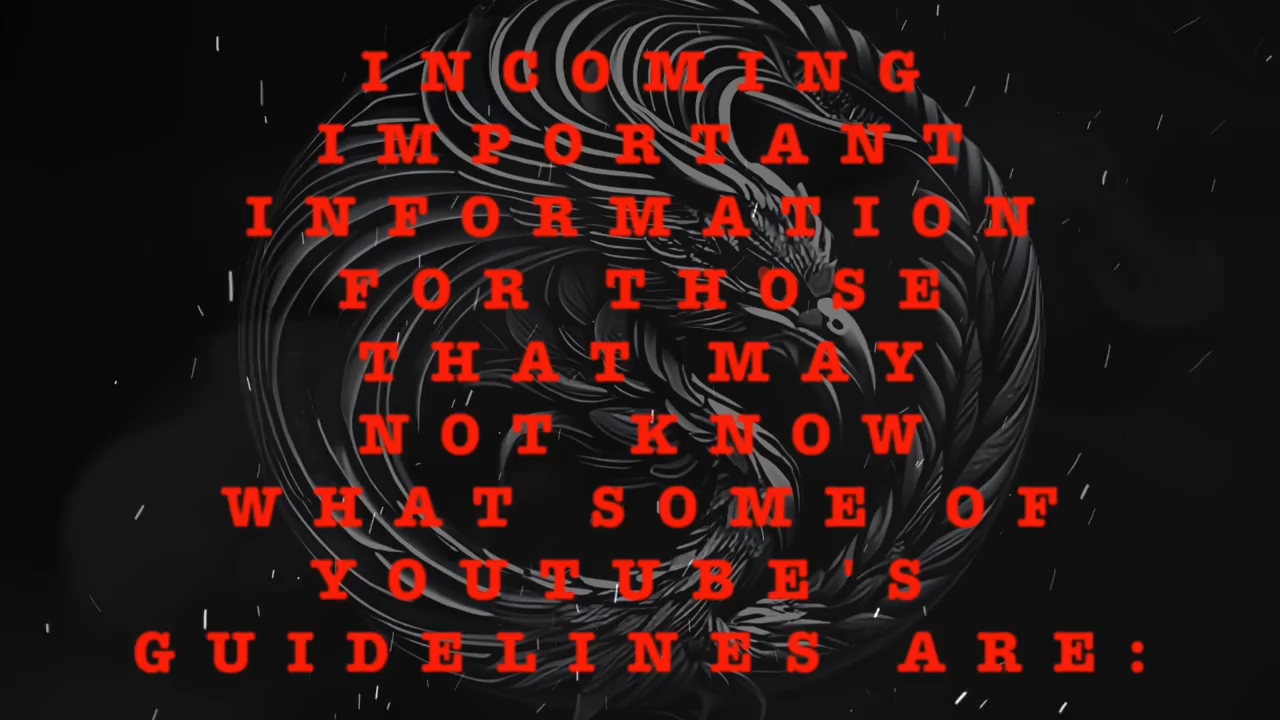 INCOMING
IMPORTANT
INFORMATION
FOR THOSE
THAT MAY
NOT KNOW
WHAT SOME OF
YOUTUBE'S
GUIDELINES ARE: